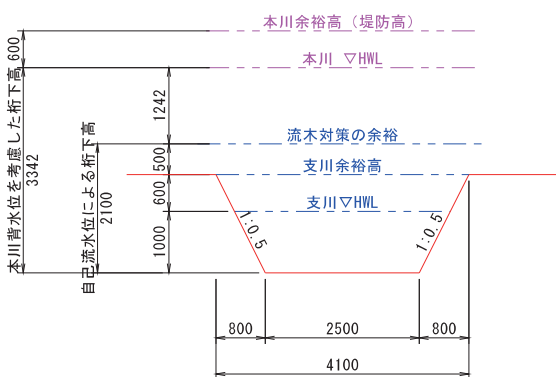 本川余裕高（堤防高）
600
本川 ▽HWL
1242
流木対策の余裕
500
支川余裕高
600
支川▽HWL
1000
本川背水位を考慮した桁下高
3342
自己流水位による桁下高
2100
1:0.5
1:0.5
800
2500
800
4100